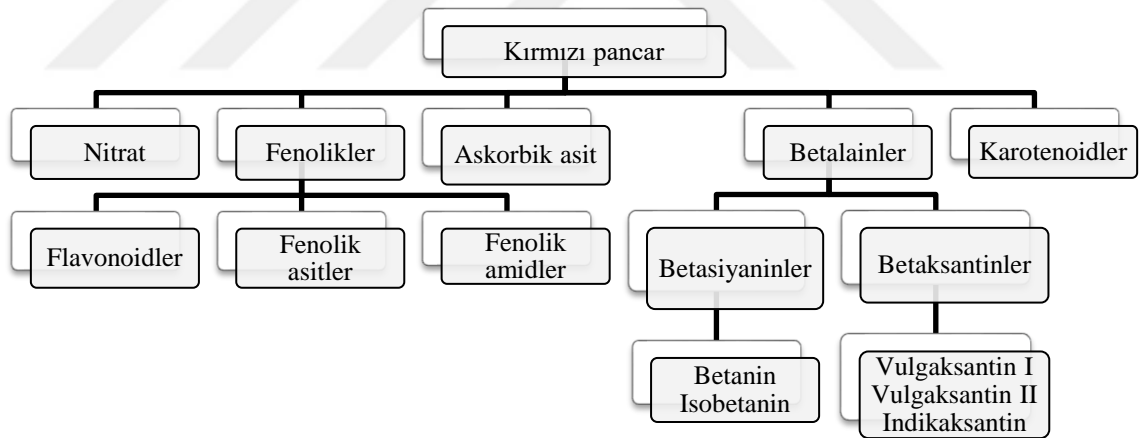 Kırmızı pancar
Nitrat
Fenolikler
Askorbik asit
Betalainler
Karotenoidler
Flavonoidler
Fenolik
asitler
Fenolik
amidler
Betasiyaninler
Betaksantinler
Betanin
Isobetanin
Vulgaksantin I
Vulgaksantin II
Indikaksantin